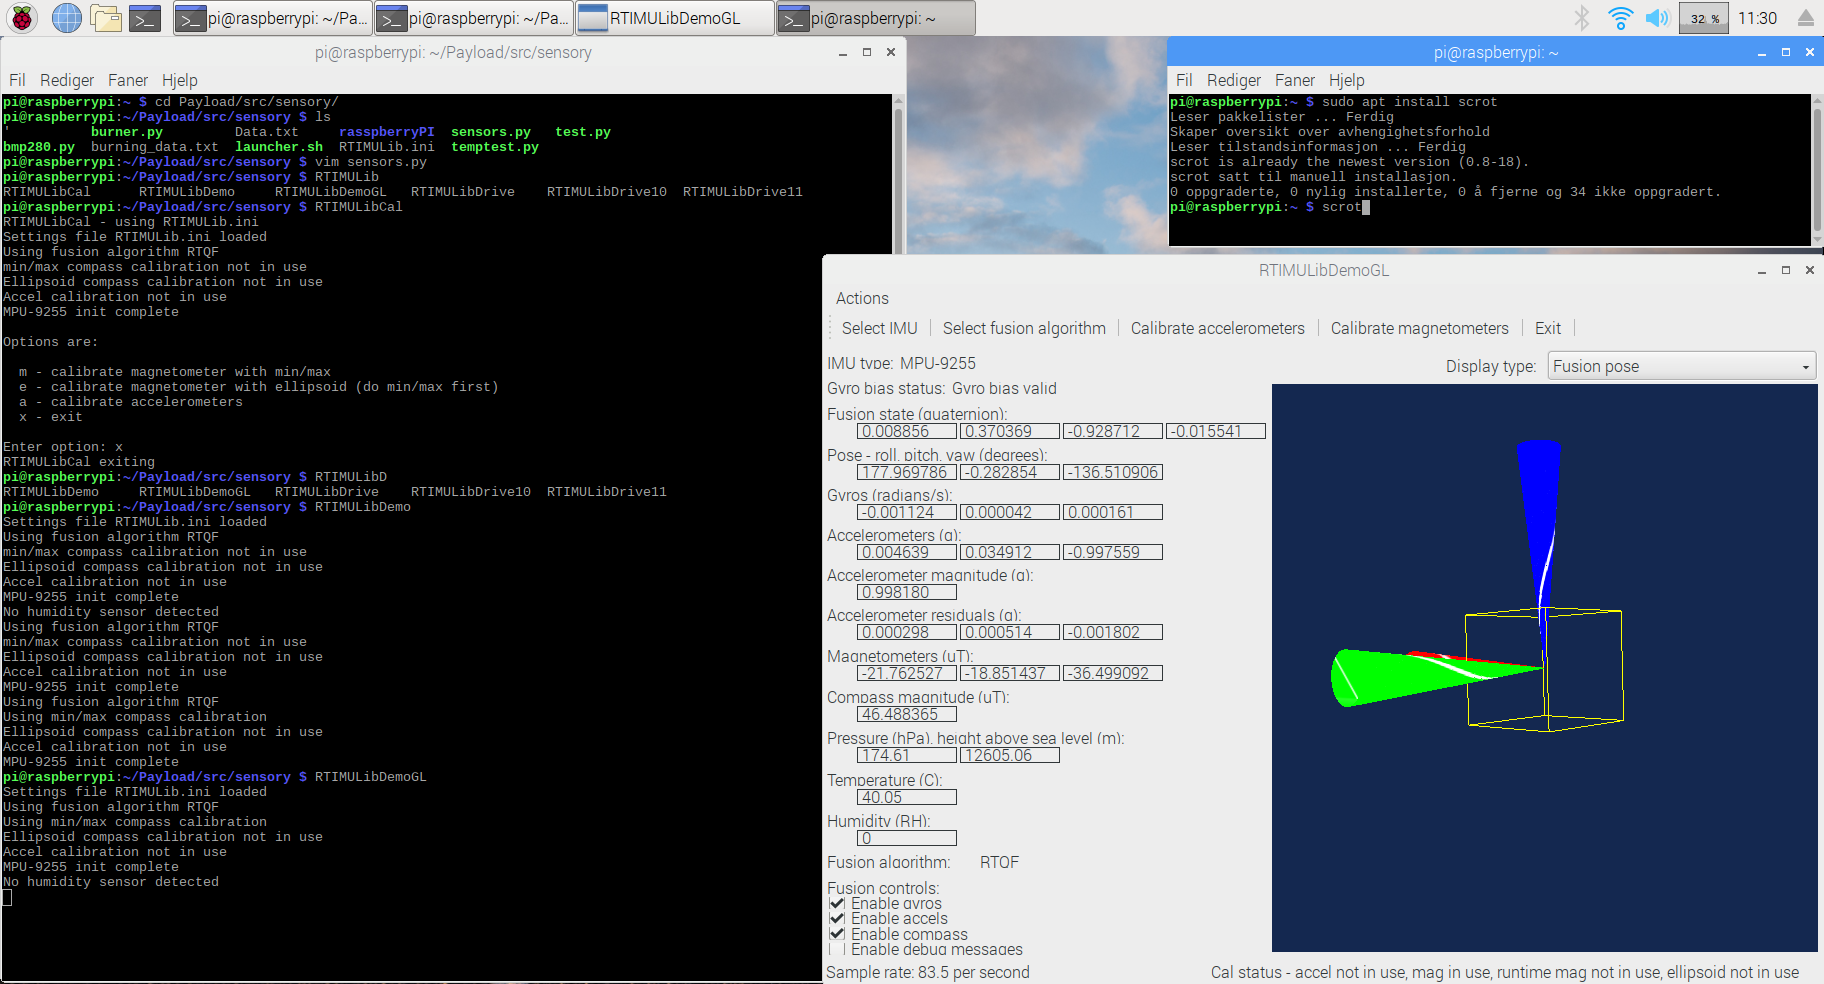 pi@raspberrypi: ~/Pa...
pi@raspberrypi: ~/Pa...
RTIMULibDemoGL
pi@raspberrypi: ~
32 %
11:30
pi@raspberrypi: ~/Payload/src/sensory
Fil Rediger Faner Hjelp
pi@raspberrypi:~ $ cd Payload/src/sensory/
pi@raspberrypi:~/Payload/src/sensory $ ls
' burner.py Data.txt rasspberryPI sensors.py test.py
bmp280.py burning_data.txt launcher.sh RTIMULib.ini temptest.py
pi@raspberrypi:~/Payload/src/sensory $ vim sensors.py
pi@raspberrypi:~/Payload/src/sensory $ RTIMULib
RTIMULibCal RTIMULibDemo RTIMULibDemoGL RTIMULibDrive RTIMULibDrive10 RTIMULibDrive11
pi@raspberrypi:~/Payload/src/sensory $ RTIMULibCal
RTIMULibCal - using RTIMULib.ini
Settings file RTIMULib.ini loaded
Using fusion algorithm RTQF
min/max compass calibration not in use
Ellipsoid compass calibration not in use
Accel calibration not in use
MPU-9255 init complete
Options are:
m - calibrate magnetometer with min/max
e - calibrate magnetometer with ellipsoid (do min/max first)
a - calibrate accelerometers
x - exit
Enter option: x
RTIMULibCal exiting
pi@raspberrypi:~/Payload/src/sensory $ RTIMULibD
RTIMULibDemo RTIMULibDemoGL RTIMULibDrive RTIMULibDrive10 RTIMULibDrive11
pi@raspberrypi:~/Payload/src/sensory $ RTIMULibDemo
Settings file RTIMULib.ini loaded
Using fusion algorithm RTQF
min/max compass calibration not in use
Ellipsoid compass calibration not in use
Accel calibration not in use
MPU-9255 init complete
No humidity sensor detected
Using fusion algorithm RTQF
min/max compass calibration not in use
Ellipsoid compass calibration not in use
Accel calibration not in use
MPU-9255 init complete
Using fusion algorithm RTQF
Using min/max compass calibration
Ellipsoid compass calibration not in use
Accel calibration not in use
MPU-9255 init complete
pi@raspberrypi:~/Payload/src/sensory $ RTIMULibDemoGL
Settings file RTIMULib.ini loaded
Using fusion algorithm RTQF
Using min/max compass calibration
Ellipsoid compass calibration not in use
Accel calibration not in use
MPU-9255 init complete
No humidity sensor detected
pi@raspberrypi: ~
Fil Rediger Faner Hjelp
pi@raspberrypi:~ $ sudo apt install scrot
Leser pakkelister ... Ferdig
Skaper oversikt over avhengighetsforhold
Leser tilstandsinformasjon ... Ferdig
scrot is already the newest version (0.8-18).
scrot satt til manuell installasjon.
0 oppgraderte, 0 nylig installerte, 0 å fjerne og 34 ikke oppgradert.
pi@raspberrypi:~ $ scrot
RTIMULibDemoGL
Actions
Select IMU Select fusion algorithm Calibrate accelerometers Calibrate magnetometers Exit
IMU type: MPU-9255
Display type: Fusion pose
Gyro bias status: Gyro bias valid
Fusion state (quaternion):
0.008856 0.370369 -0.928712 -0.015541
Pose - roll, pitch, yaw (degrees):
177.969786 -0.282854 -136.510906
Gyros (radians/s):
-0.001124 0.000042 0.000161
Accelerometers (g):
0.004639 0.034912 -0.997559
Accelerometer magnitude (g):
0.998180
Accelerometer residuals (g):
0.000298 0.000514 -0.001802
Magnetometers (uT):
-21.762527 -18.851437 -36.499092
Compass magnitude (uT):
46.488365
Pressure (hPa), height above sea level (m):
174.61 12605.06
Temperature (C):
40.05
Humidity (RH):
0
Fusion algorithm: RTQF
Fusion controls:
Enable gyros
Enable accels
Enable compass
Enable debug messages
Sample rate: 83.5 per second
Cal status - accel not in use, mag in use, runtime mag not in use, ellipsoid not in use